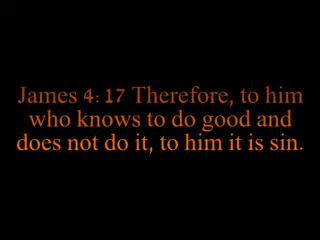 James 4:17 Therefore, to him
who knows to do good and
does not do it, to him it is sin.